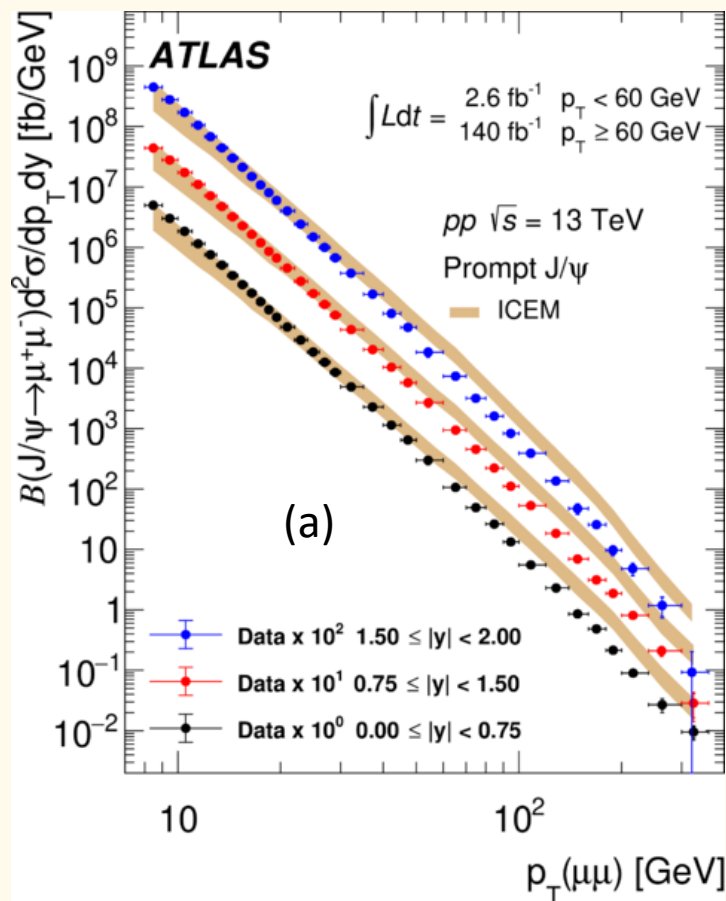 ATLAS
∫Ldt = 2.6 fb⁻¹ p_T < 60 GeV
140 fb⁻¹ p_T ≥ 60 GeV
pp √s = 13 TeV
Prompt J/ψ
ICEM
(a)
Data x 10² 1.50 ≤ |y| < 2.00
Data x 10¹ 0.75 ≤ |y| < 1.50
Data x 10⁰ 0.00 ≤ |y| < 0.75
B(J/ψ→μ⁺μ⁻)d²σ/dp_Tdy [fb/GeV]
10⁹
10⁸
10⁷
10⁶
10⁵
10⁴
10³
10²
10
1
10⁻¹
10⁻²
10
10²
p_T(μμ) [GeV]